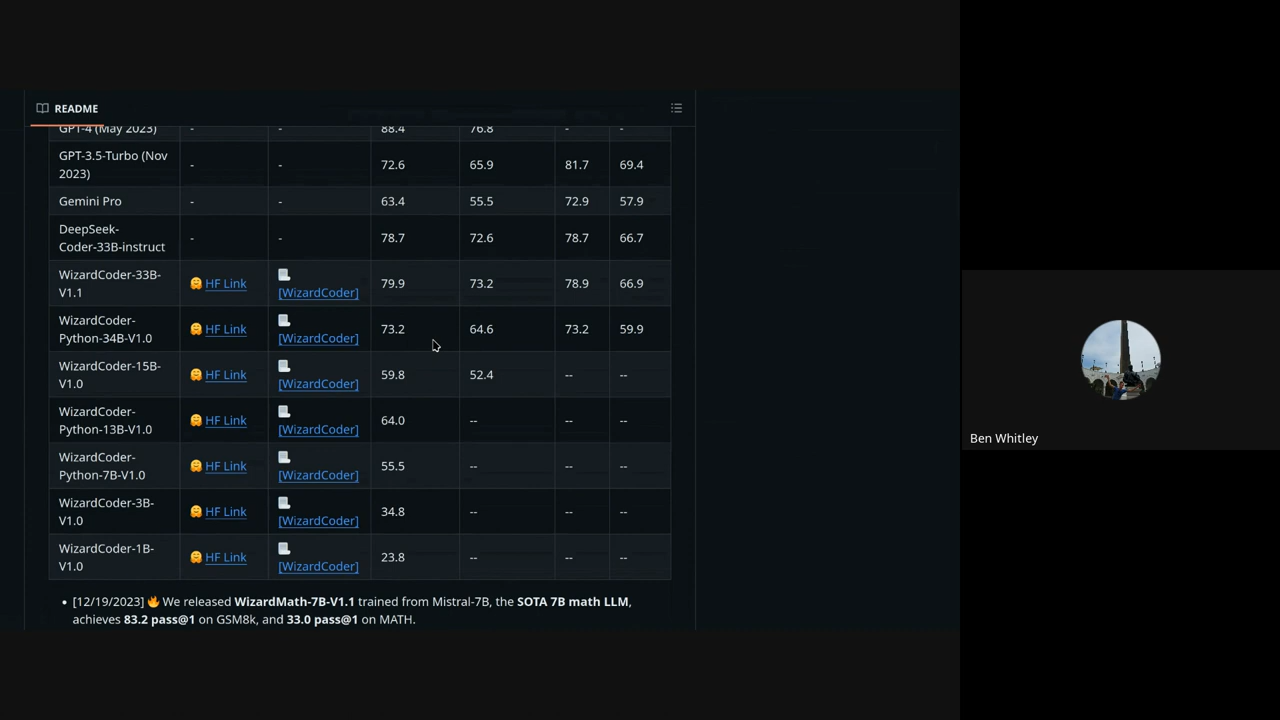 README
GPT-4 (May 2023) - - 88.4 76.8 - -
GPT-3.5-Turbo (Nov
2023) - - 72.6 65.9 81.7 69.4
Gemini Pro - - 63.4 55.5 72.9 57.9
DeepSeek-
Coder-33B-instruct - - 78.7 72.6 78.7 66.7
WizardCoder-33B-
V1.1 🤗 HF Link 📃 [WizardCoder] 79.9 73.2 78.9 66.9
WizardCoder-
Python-34B-V1.0 🤗 HF Link 📃 [WizardCoder] 73.2 64.6 73.2 59.9
WizardCoder-15B-
V1.0 🤗 HF Link 📃 [WizardCoder] 59.8 52.4 -- --
WizardCoder-
Python-13B-V1.0 🤗 HF Link 📃 [WizardCoder] 64.0 -- -- --
WizardCoder-
Python-7B-V1.0 🤗 HF Link 📃 [WizardCoder] 55.5 -- -- --
WizardCoder-3B-
V1.0 🤗 HF Link 📃 [WizardCoder] 34.8 -- -- --
WizardCoder-1B-
V1.0 🤗 HF Link 📃 [WizardCoder] 23.8 -- -- --
• [12/19/2023] 🔥 We released WizardMath-7B-V1.1 trained from Mistral-7B, the SOTA 7B math LLM,
achieves 83.2 pass@1 on GSM8k, and 33.0 pass@1 on MATH.
Ben Whitley